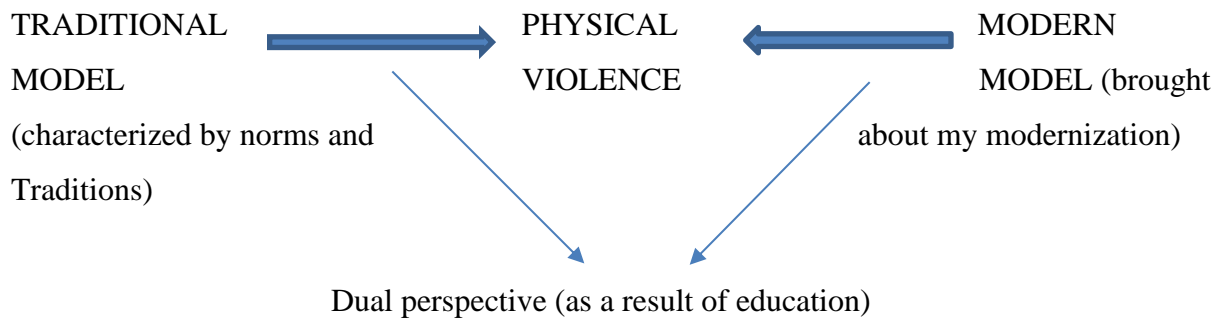 TRADITIONAL PHYSICAL MODERN
MODEL VIOLENCE MODEL (brought
(characterized by norms and about my modernization)
Traditions)
Dual perspective (as a result of education)